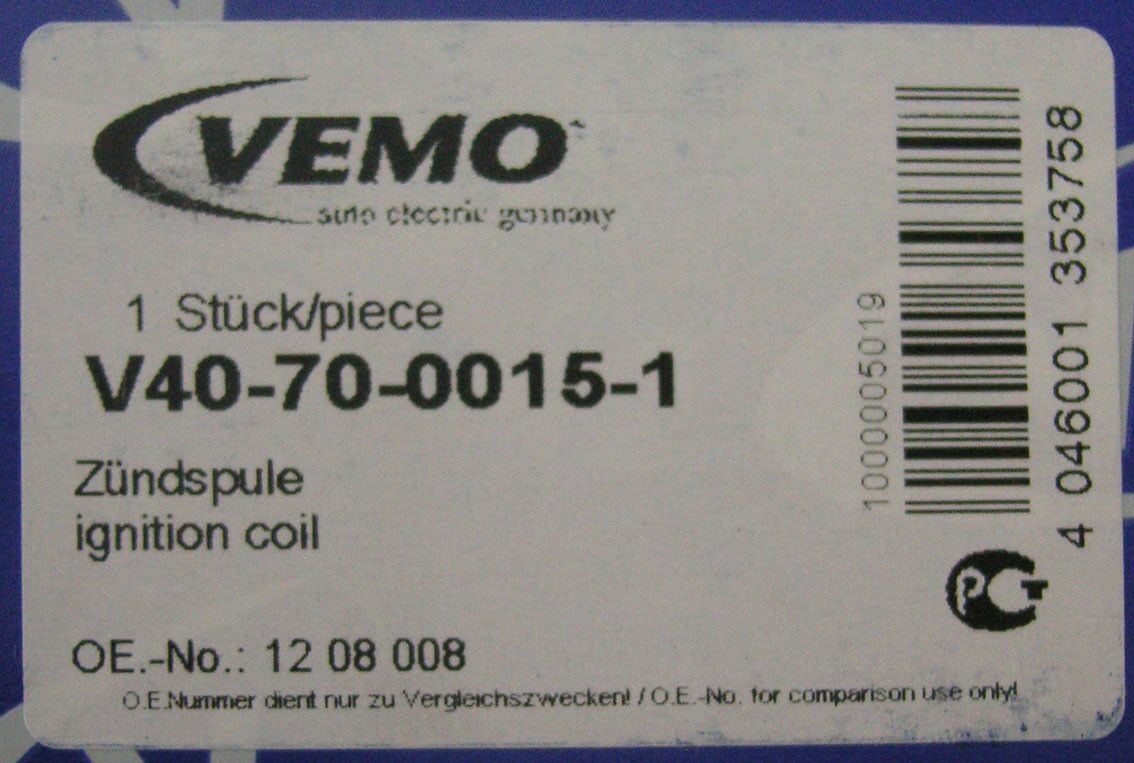 VEMO
auto electric germany
1 Stück/piece
V40-70-0015-1
Zündspule
ignition coil
OE.-No.: 12 08 008
O.E.Nummer dient nur zu Vergleichszwecken! / O.E.-No. for comparison use only!
1000005019
4 046001 353758
PCT